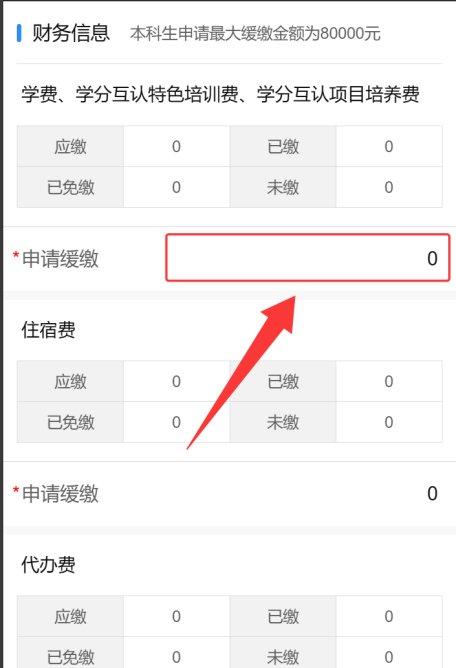 财务信息 本科生申请最大缓缴金额为80000元
学费、学分互认特色培训费、学分互认项目培养费
应缴 0 已缴 0
已免缴 0 未缴 0
*申请缓缴 0
住宿费
应缴 0 已缴 0
已免缴 0 未缴 0
*申请缓缴 0
代办费
应缴 0 已缴 0
已免缴 0 未缴 0